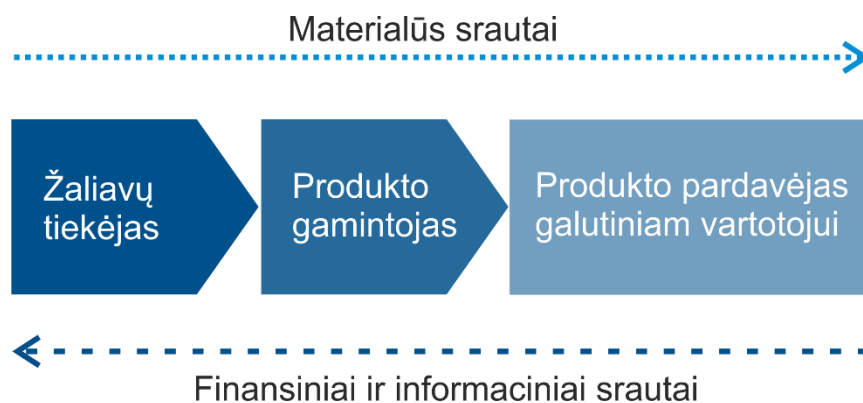 Materialūs srautai
Žaliavų
tiekėjas
Produkto
gamintojas
Produkto pardavėjas
galutiniam vartotojui
Finansiniai ir informaciniai srautai